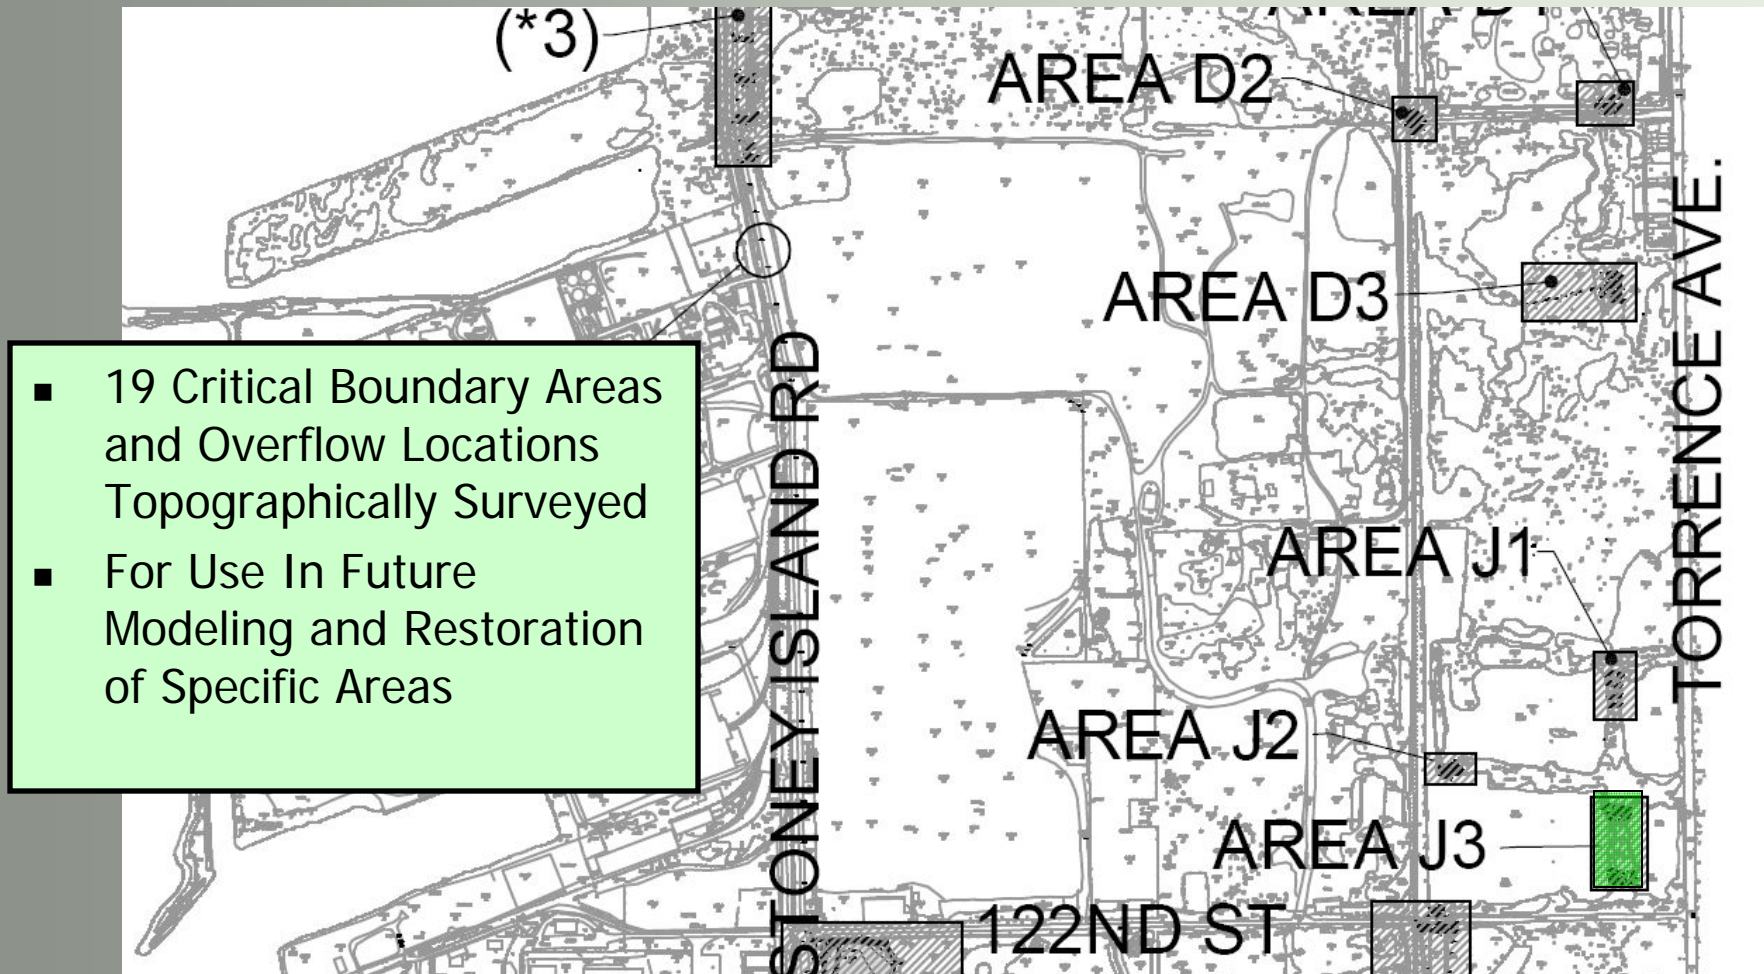 (*3)
AREA D2
AREA D3
TORRENCE AVE.
■ 19 Critical Boundary Areas
and Overflow Locations
Topographically Surveyed
■ For Use In Future
Modeling and Restoration
of Specific Areas
STONEY ISLAND RD
AREA J1
AREA J2
AREA J3
122ND ST